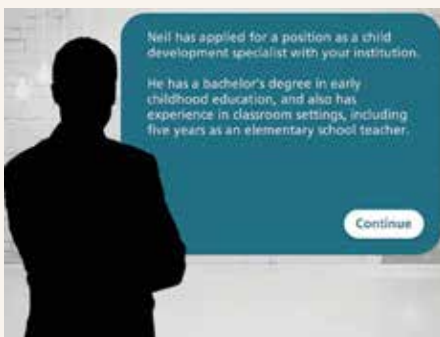 Neil has applied for a position as a child
development specialist with your institution.
He has a bachelor's degree in early
childhood education, and also has
experience in classroom settings, including
five years as an elementary school teacher.
Continue